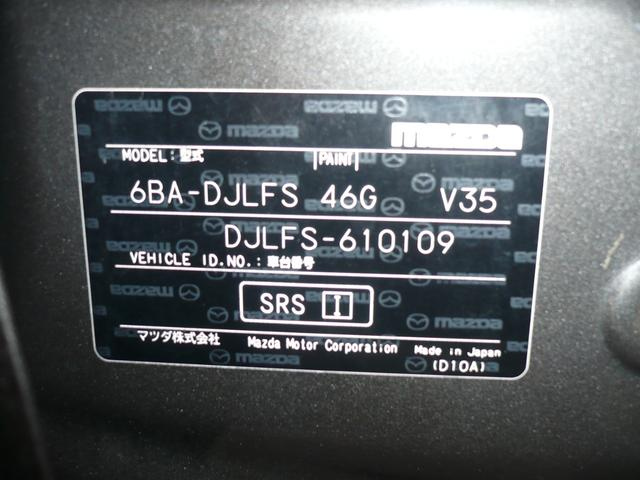 mazda
MODEL:型式 PAINT
6BA-DJLFS 46G V35
DJLFS-610109
VEHICLE ID.NO.:車台番号
SRS I
マツダ株式会社 Mazda Motor Corporation Made in Japan
(D10A)